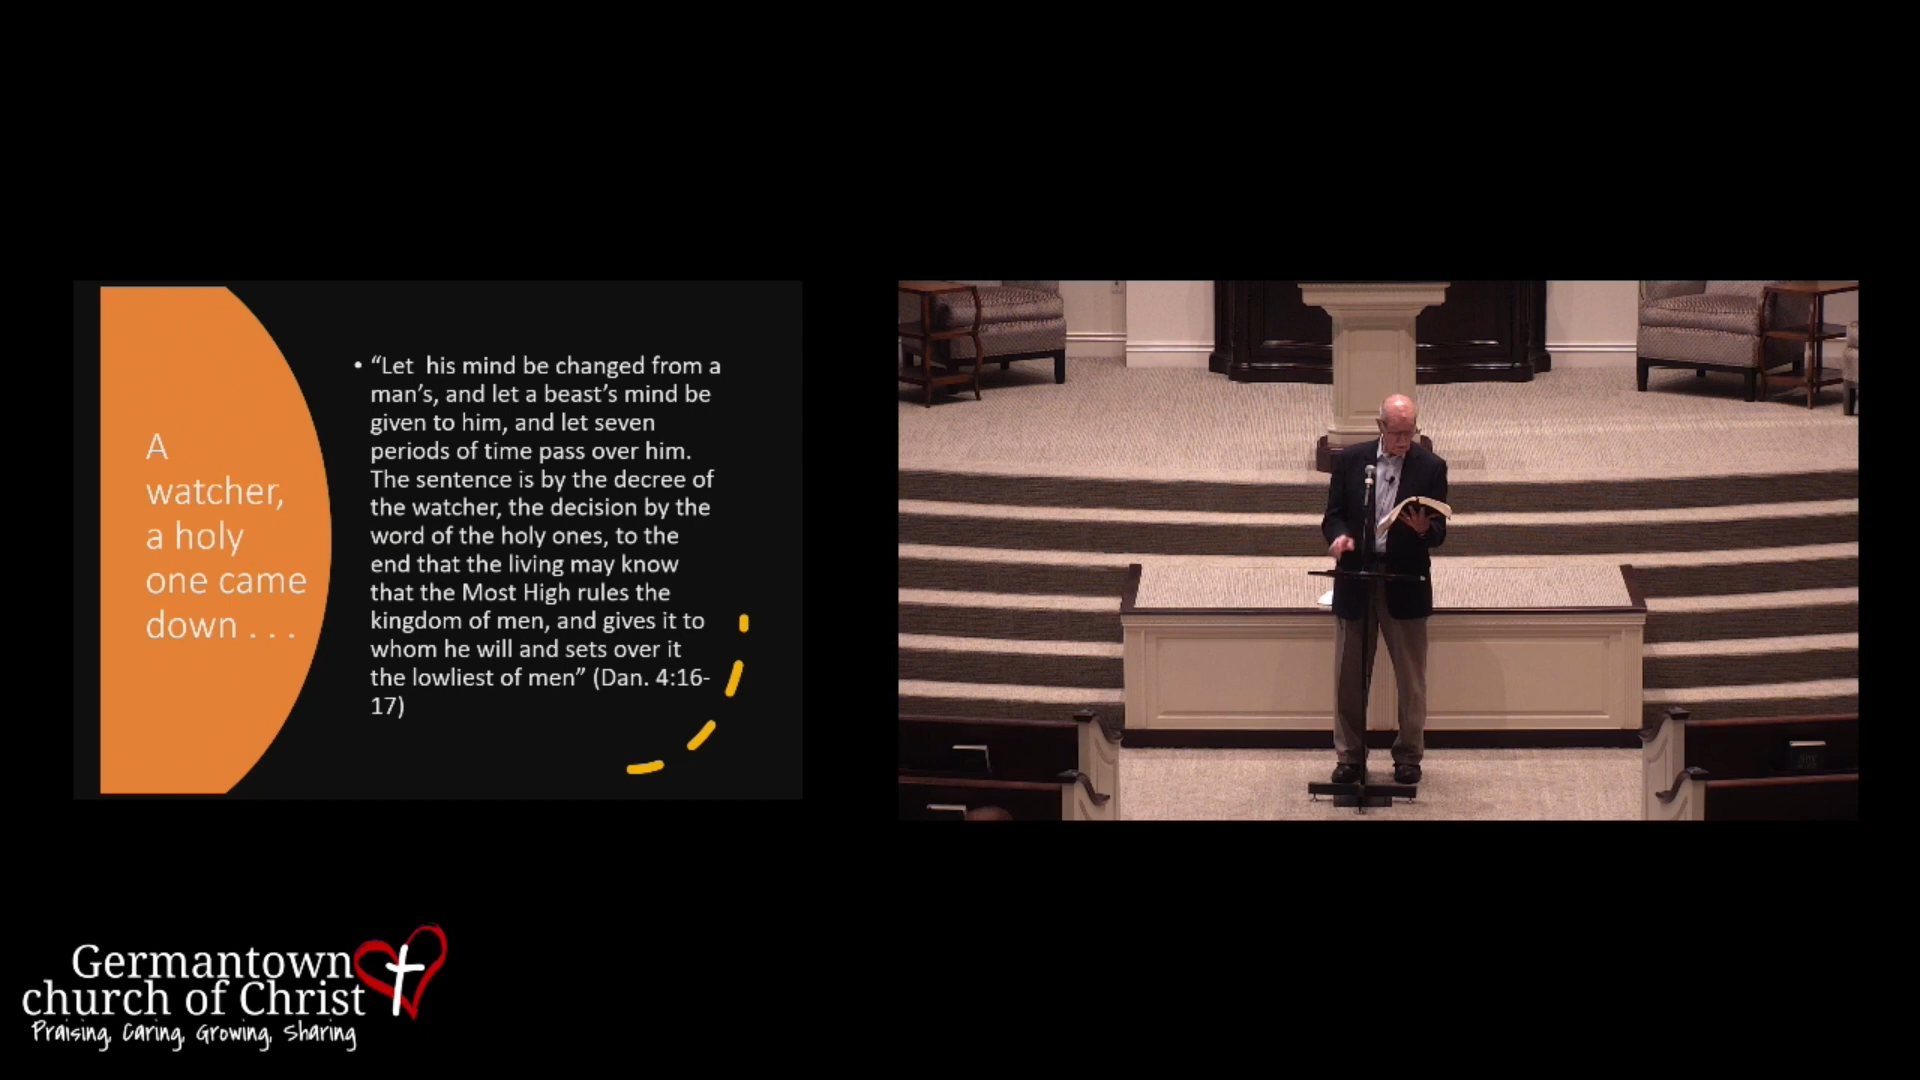 A
watcher,
a holy
one came
down . . .
• “Let  his mind be changed from a
man’s, and let a beast’s mind be
given to him, and let seven
periods of time pass over him.
The sentence is by the decree of
the watcher, the decision by the
word of the holy ones, to the
end that the living may know
that the Most High rules the
kingdom of men, and gives it to
whom he will and sets over it
the lowliest of men” (Dan. 4:16-
17)
Germantown
church of Christ
Praising, Caring, Growing, Sharing